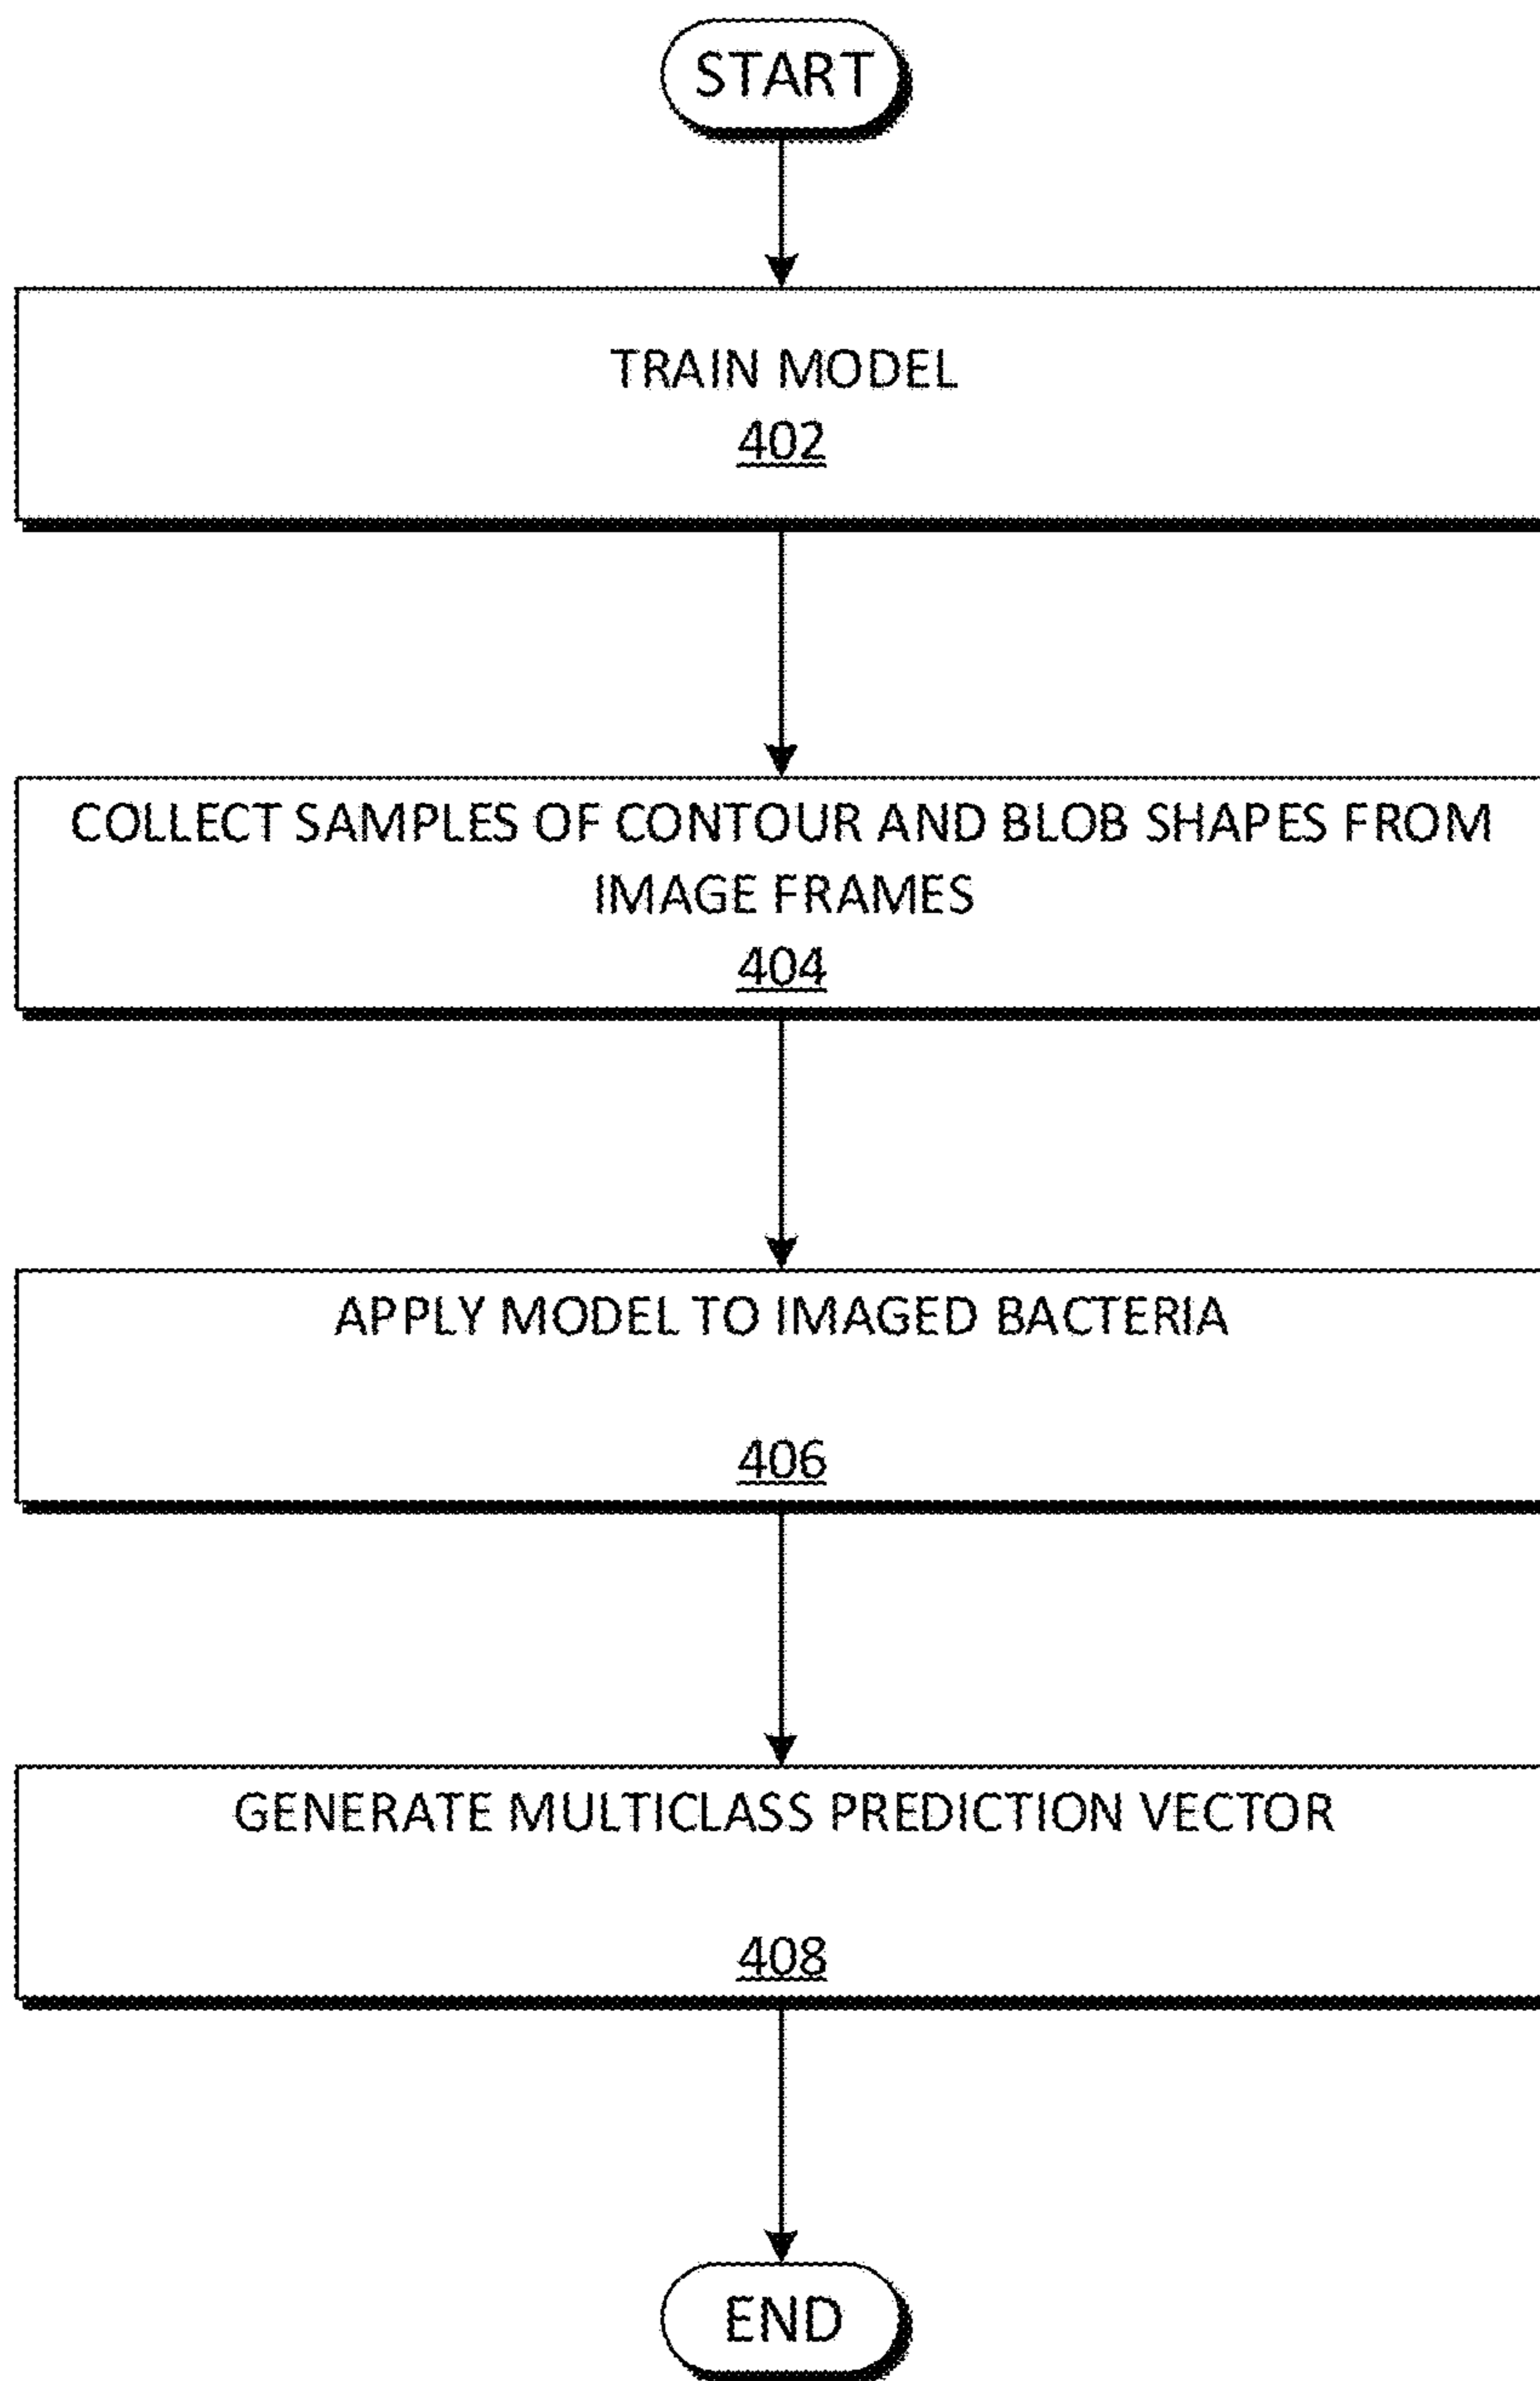 START
TRAIN MODEL
402
COLLECT SAMPLES OF CONTOUR AND BLOB SHAPES FROM
IMAGE FRAMES
404
APPLY MODEL TO IMAGED BACTERIA
406
GENERATE MULTICLASS PREDICTION VECTOR
408
END